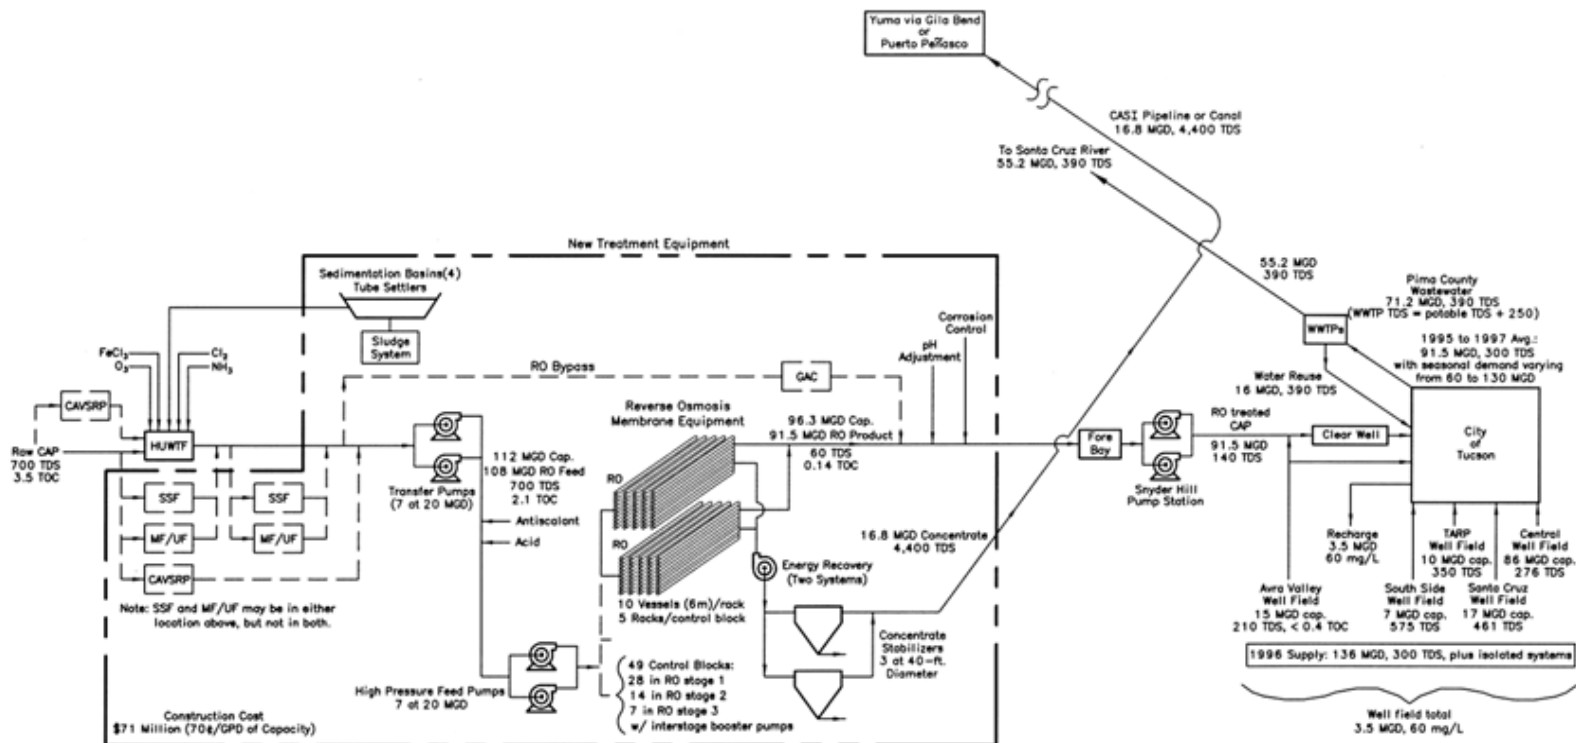 Yuma via Gila Bend
or
Puerto Peñasco
CASI Pipeline or Canal
16.8 MGD, 4,400 TDS
To Santa Cruz River
55.2 MGD, 390 TDS
New Treatment Equipment
Sedimentation Basins(4)
Tube Settlers
Sludge
System
FeCl3
O3
Cl2
NH3
CAVSRP
HUWTF
Raw CAP
700 TDS
3.5 TOC
SSF
MF/UF
CAVSRP
SSF
MF/UF
Note: SSF and MF/UF may be in either
location above, but not in both.
Construction Cost
$71 Million (70¢/GPD of Capacity)
RO Bypass
GAC
pH
Adjustment
Corrosion
Control
Transfer Pumps
(7 at 20 MGD)
112 MGD Cap.
108 MGD RO Feed
700 TDS
2.1 TOC
Antiscalant
Acid
High Pressure Feed Pumps
7 at 20 MGD
Reverse Osmosis
Membrane Equipment
RO
RO
10 Vessels (6m)/rack
5 Racks/control block
49 Control Blocks:
28 in RO stage 1
14 in RO stage 2
7 in RO stage 3
w/ interstage booster pumps
96.3 MGD Cap.
91.5 MGD RO Product
60 TDS
0.14 TOC
Energy Recovery
(Two Systems)
16.8 MGD Concentrate
4,400 TDS
Concentrate
Stabilizers
3 at 40-ft.
Diameter
Fore
Bay
Snyder Hill
Pump Station
RO treated
CAP
91.5 MGD
140 TDS
Clear Well
55.2 MGD
390 TDS
Pima County
Wastewater
71.2 MGD, 390 TDS
(WWTP TDS = potable TDS + 250)
WWTPs
1995 to 1997 Avg.:
91.5 MGD, 300 TDS
with seasonal demand varying
from 60 to 130 MGD
Water Reuse
16 MGD, 390 TDS
City
of
Tucson
Recharge
3.5 MGD
60 mg/L
TARP
Well Field
10 MGD cap.
350 TDS
Central
Well Field
86 MGD cap.
276 TDS
Avra Valley
Well Field
15 MGD cap.
210 TDS, < 0.4 TOC
South Side
Well Field
7 MGD cap.
575 TDS
Santa Cruz
Well Field
17 MGD cap.
461 TDS
1996 Supply: 136 MGD, 300 TDS, plus isolated systems
Well field total
3.5 MGD, 60 mg/L